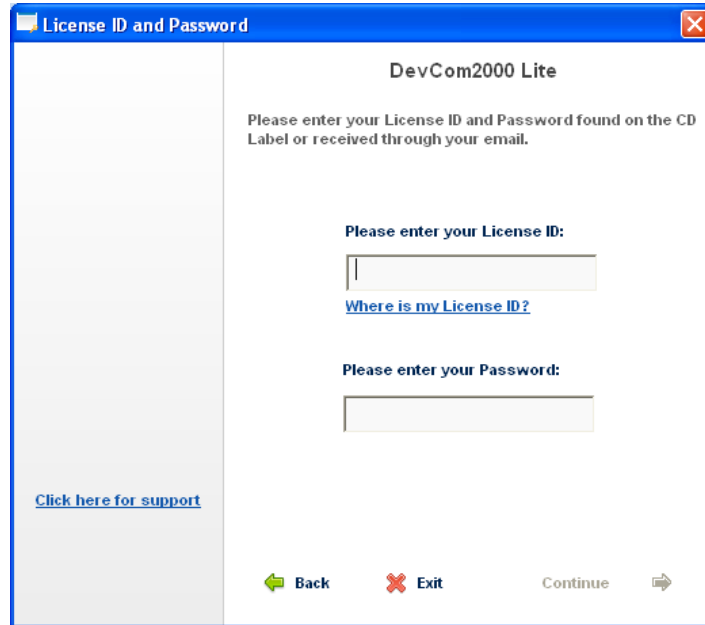 License ID and Password
DevCom2000 Lite
Please enter your License ID and Password found on the CD
Label or received through your email.
Please enter your License ID:
Where is my License ID?
Please enter your Password:
Click here for support
Back Exit Continue